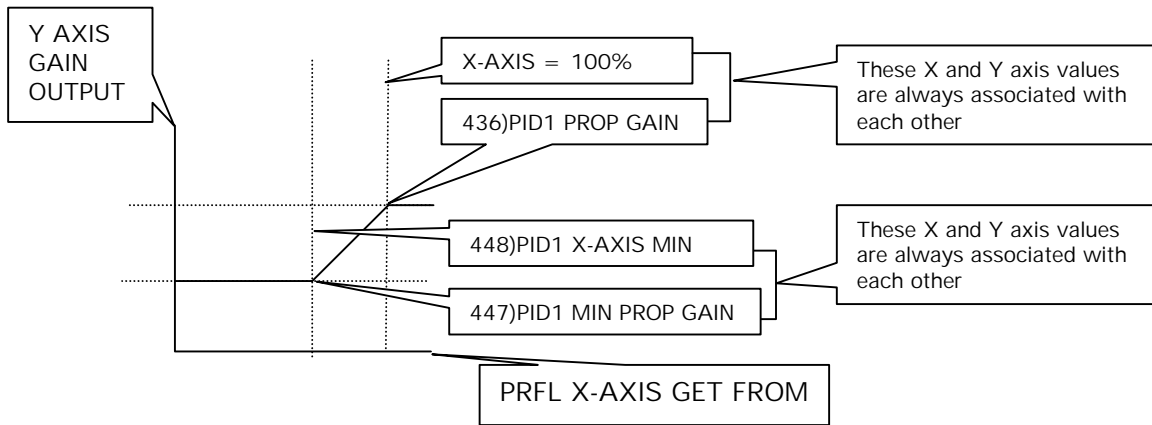 Y AXIS
GAIN
OUTPUT
X-AXIS = 100%
436)PID1 PROP GAIN
These X and Y axis values
are always associated with
each other
448)PID1 X-AXIS MIN
447)PID1 MIN PROP GAIN
These X and Y axis values
are always associated with
each other
PRFL X-AXIS GET FROM